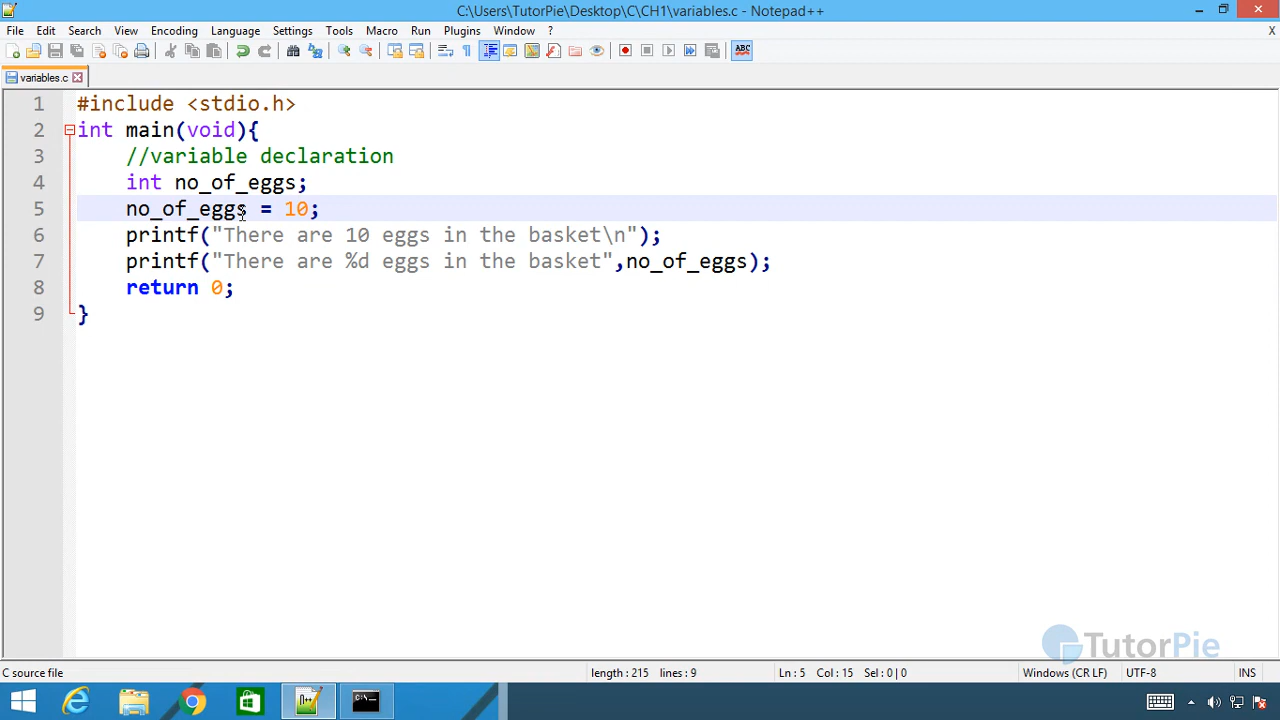 C:\Users\TutorPie\Desktop\C\CH1\variables.c - Notepad++
File Edit Search View Encoding Language Settings Tools Macro Run Plugins Window ? X
ABC
variables.c
1 #include <stdio.h>
2 int main(void){
3 //variable declaration
4 int no_of_eggs;
5 no_of_eggs = 10;
6 printf("There are 10 eggs in the basket\n");
7 printf("There are %d eggs in the basket",no_of_eggs);
8 return 0;
9 }
TutorPie
C source file length : 215 lines : 9 Ln : 5 Col : 15 Sel : 0 | 0 Windows (CR LF) UTF-8 INS